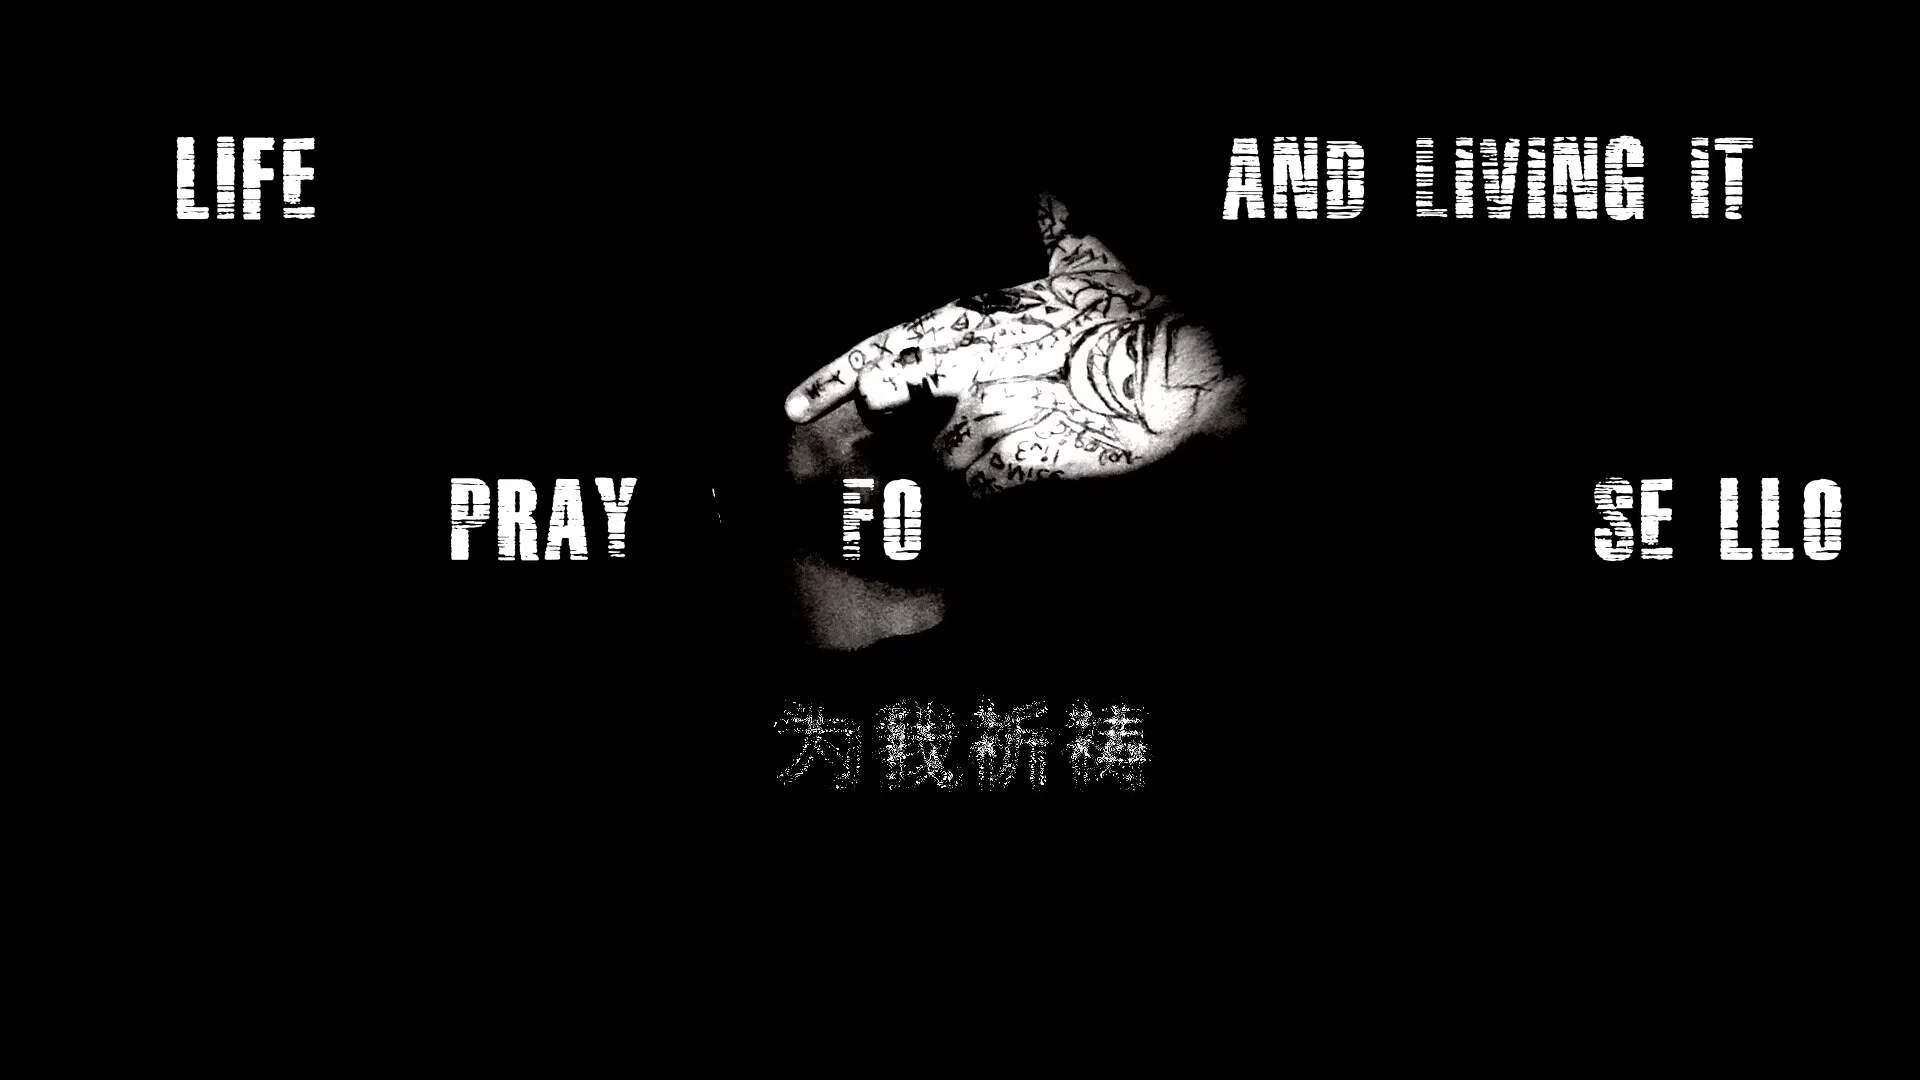 LIFE AND LIVING IT
PRAY FO SE LLO
为我祈祷